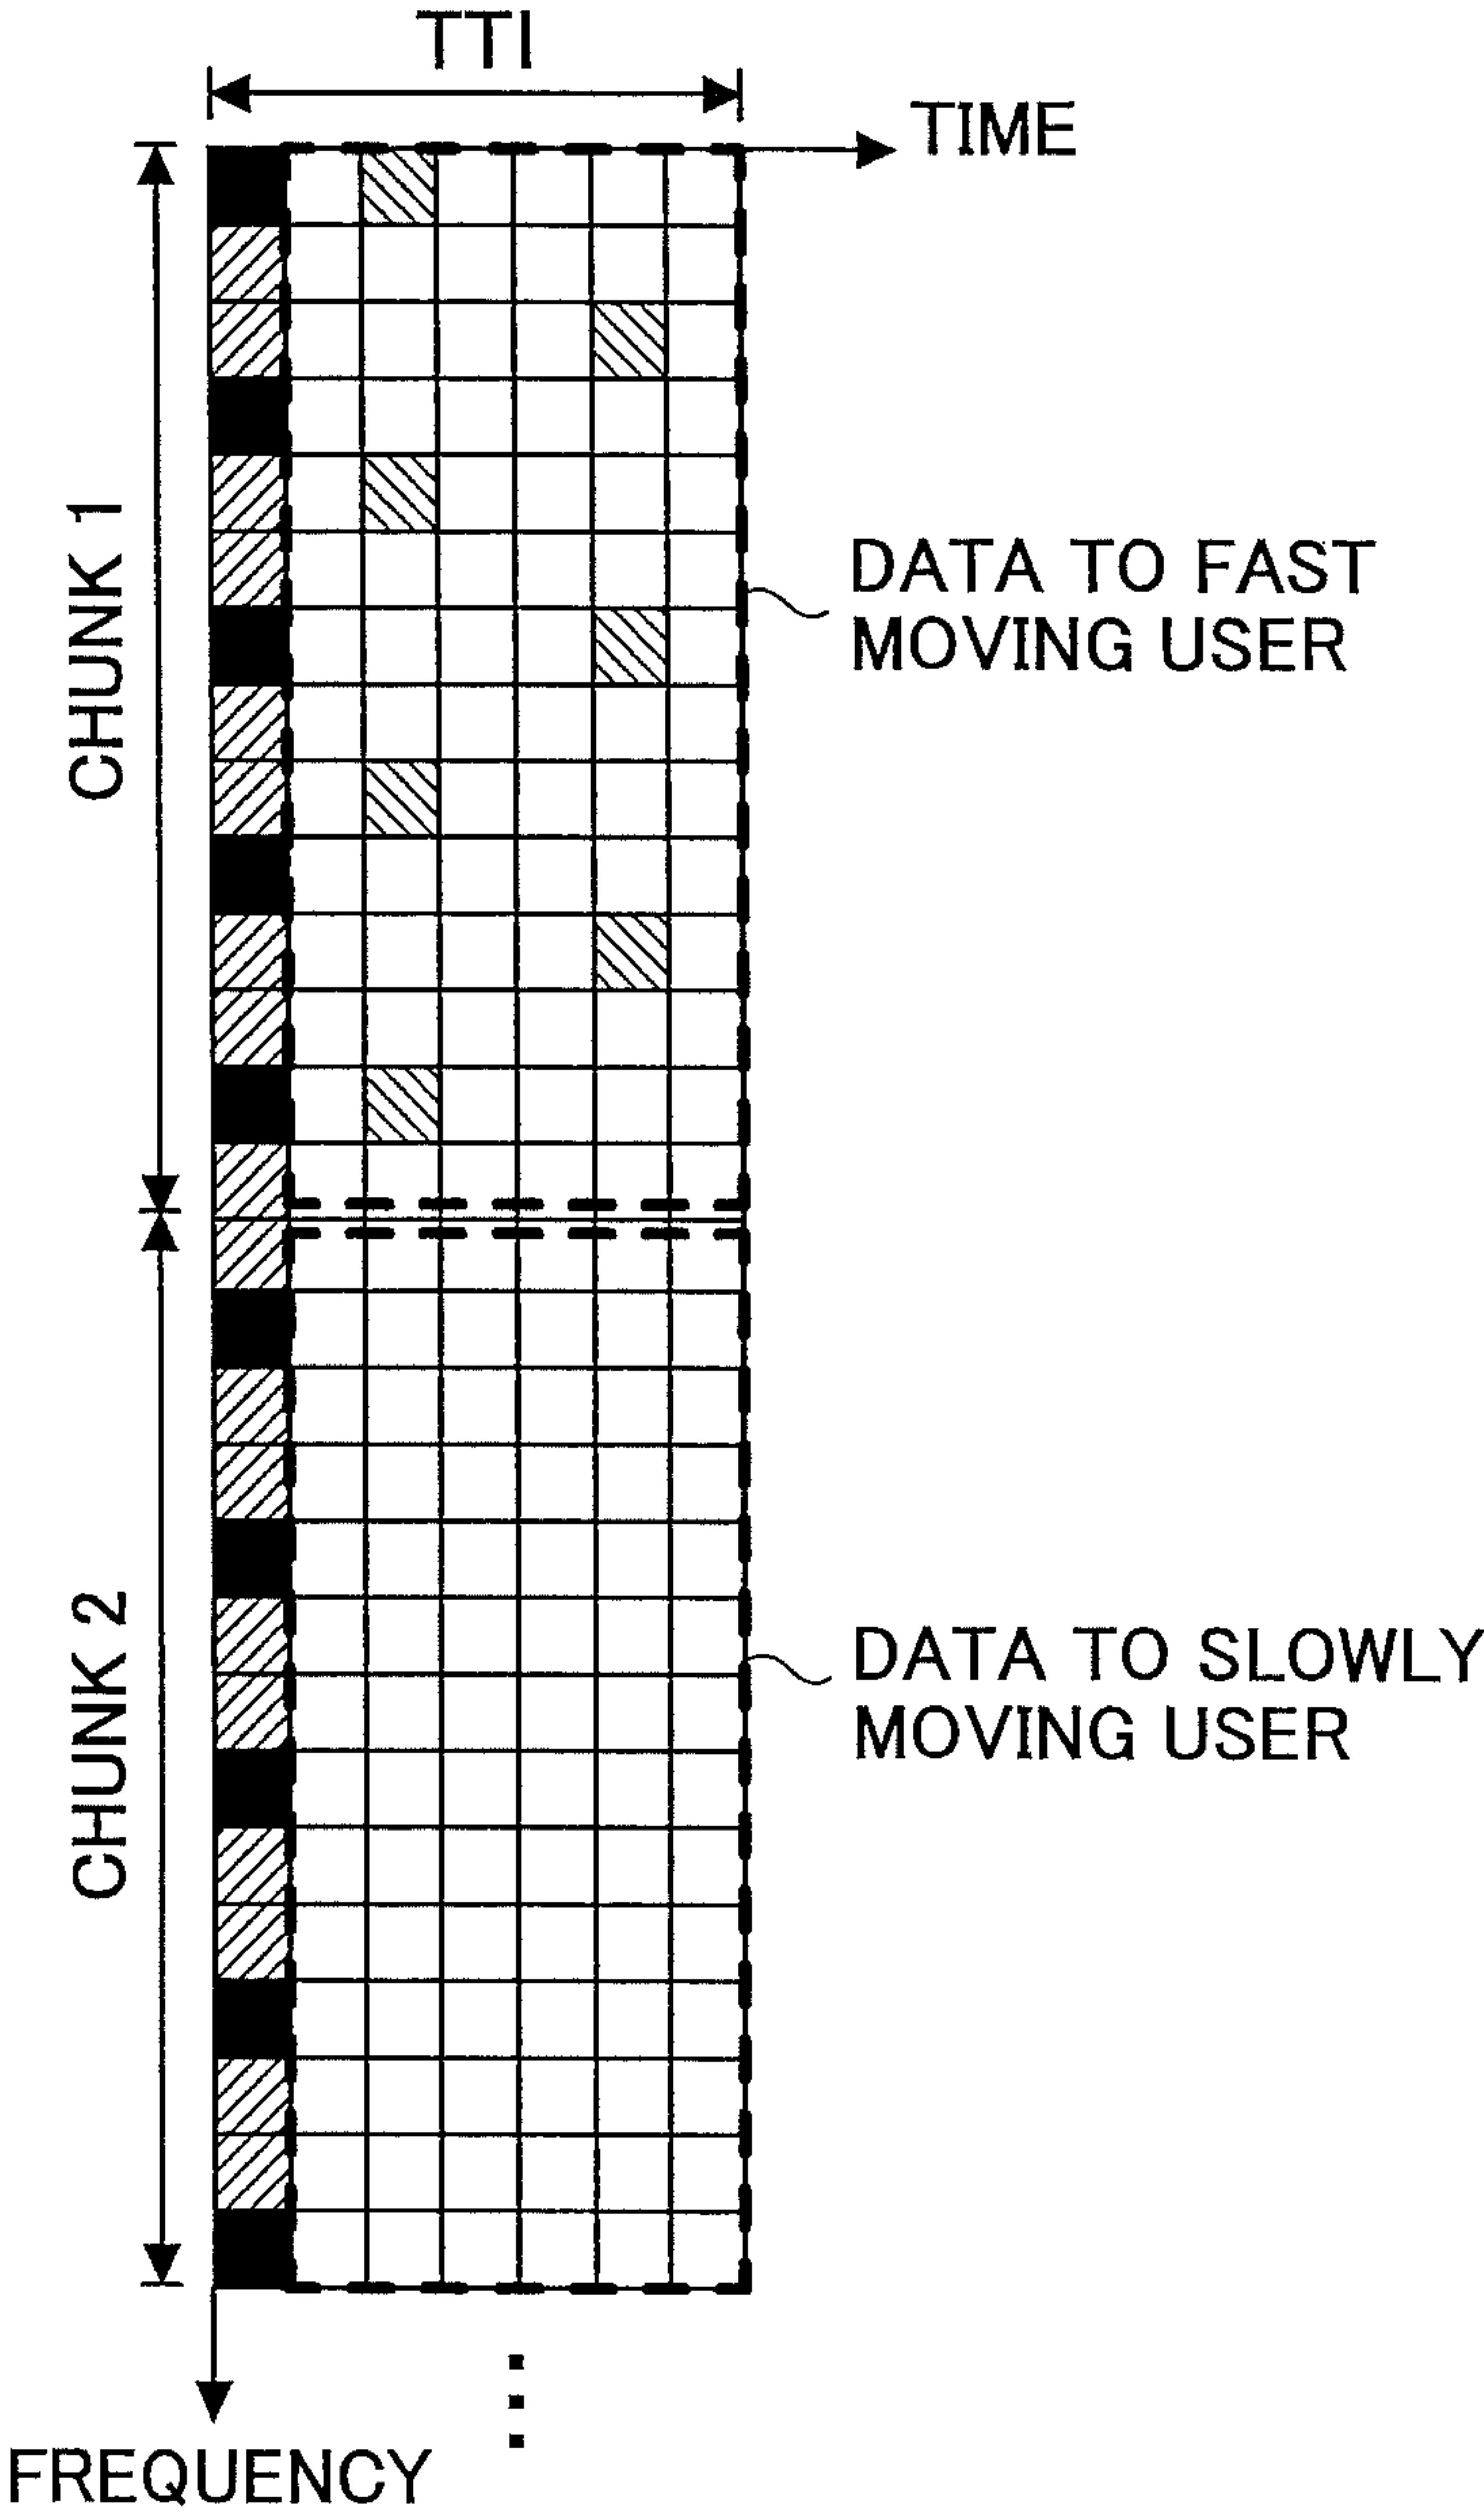 TTI
TIME
CHUNK 1
DATA TO FAST
MOVING USER
CHUNK 2
DATA TO SLOWLY
MOVING USER
FREQUENCY